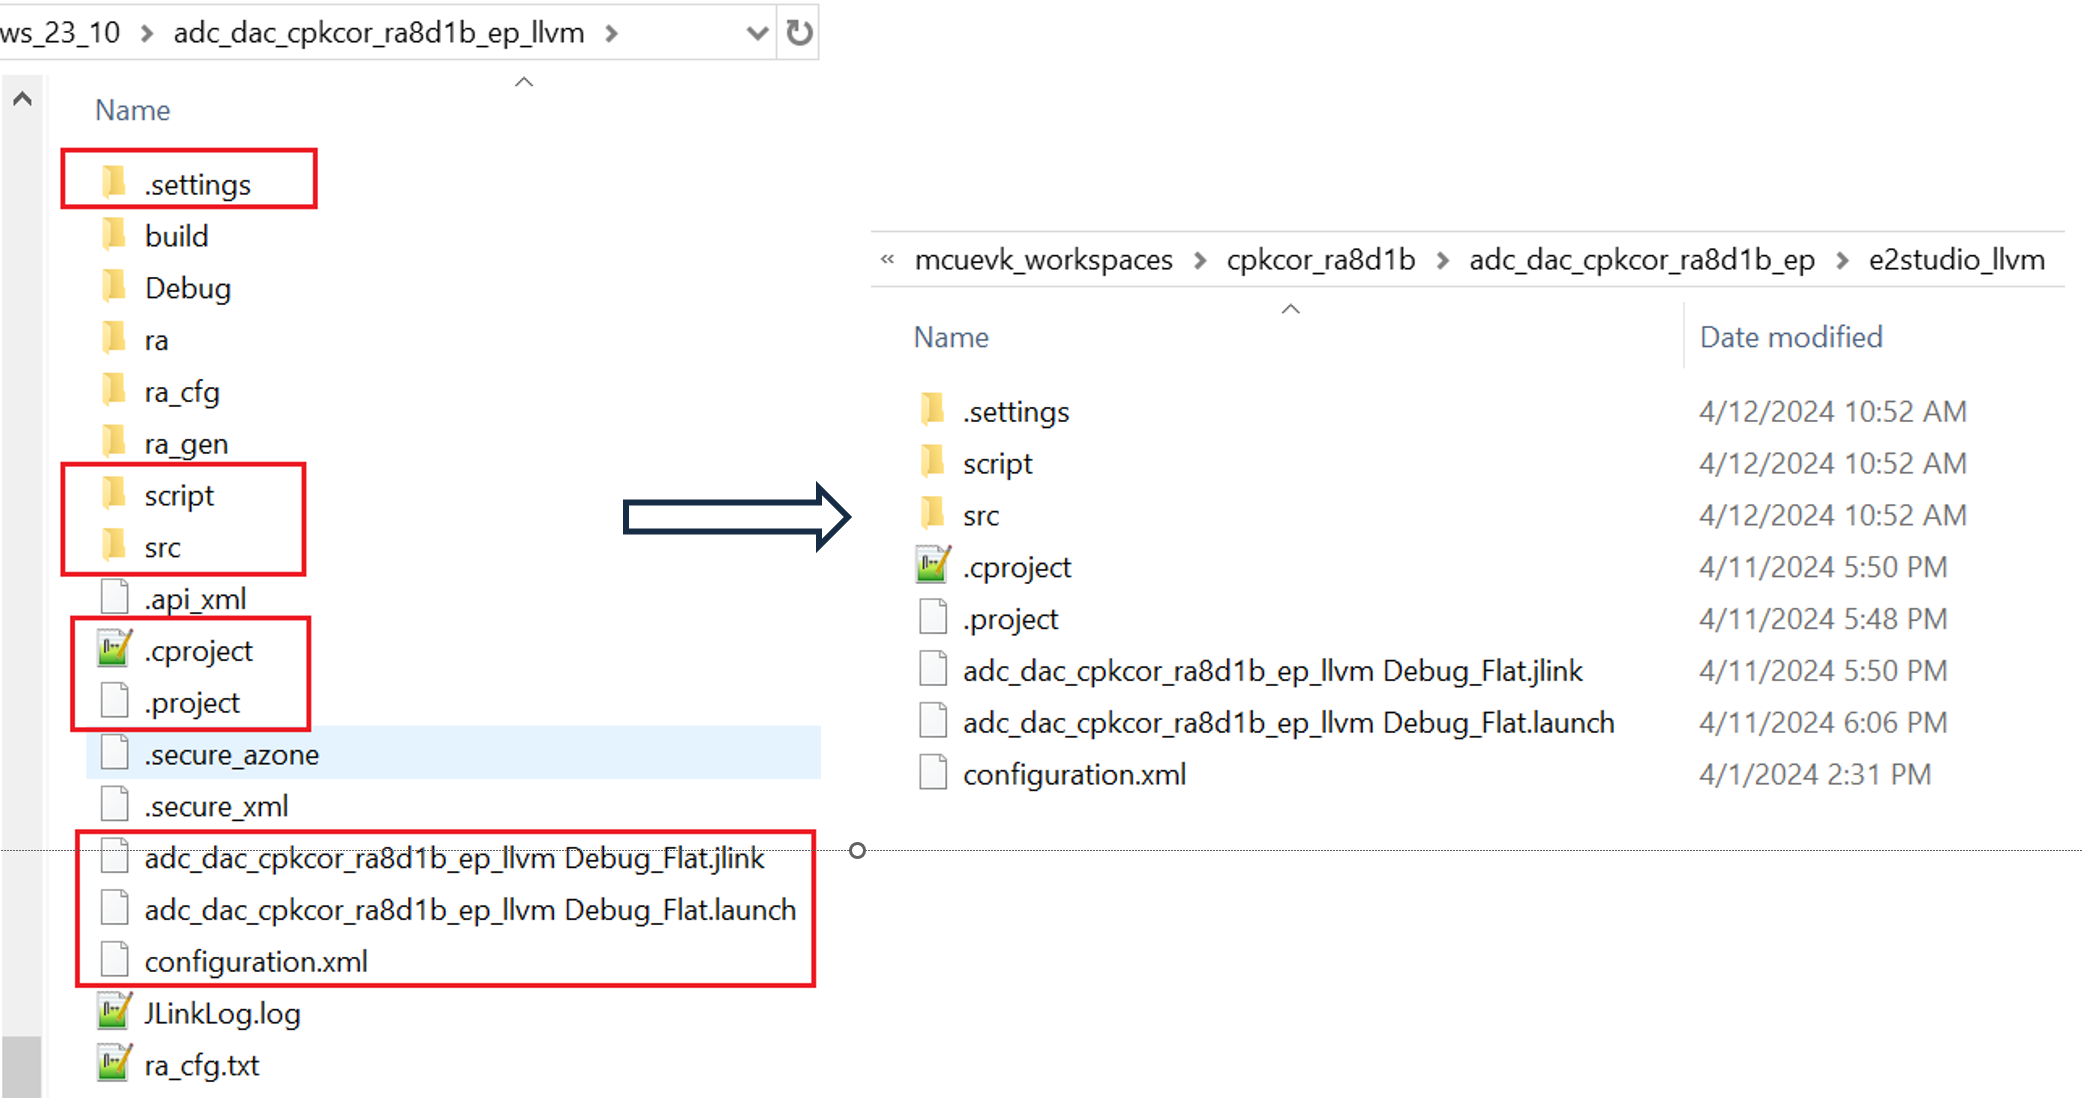 ws_23_10 > adc_dac_cpkcor_ra8d1b_ep_llvm >
Name
.settings
build
Debug
ra
ra_cfg
ra_gen
script
src
.api_xml
.cproject
.project
.secure_azone
.secure_xml
adc_dac_cpkcor_ra8d1b_ep_llvm Debug_Flat.jlink
adc_dac_cpkcor_ra8d1b_ep_llvm Debug_Flat.launch
configuration.xml
JLinkLog.log
ra_cfg.txt
« mcuevk_workspaces > cpkcor_ra8d1b > adc_dac_cpkcor_ra8d1b_ep > e2studio_llvm
Name Date modified
.settings 4/12/2024 10:52 AM
script 4/12/2024 10:52 AM
src 4/12/2024 10:52 AM
.cproject 4/11/2024 5:50 PM
.project 4/11/2024 5:48 PM
adc_dac_cpkcor_ra8d1b_ep_llvm Debug_Flat.jlink 4/11/2024 5:50 PM
adc_dac_cpkcor_ra8d1b_ep_llvm Debug_Flat.launch 4/11/2024 6:06 PM
configuration.xml 4/1/2024 2:31 PM